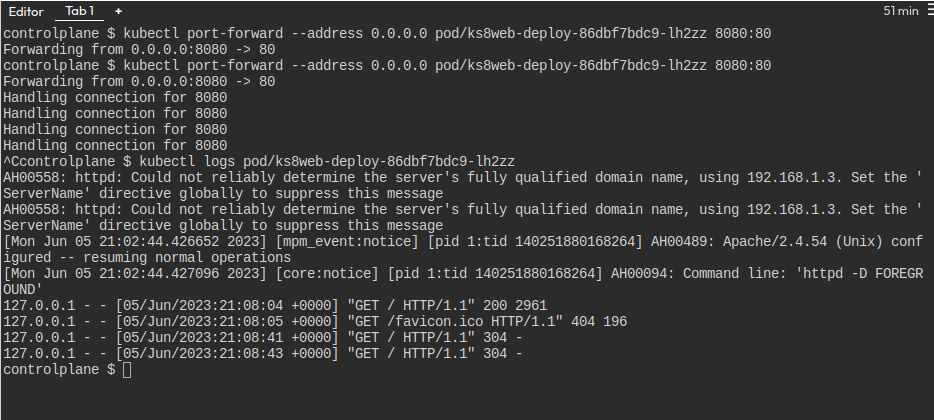 Editor Tab 1 + 51 min
controlplane $ kubectl port-forward --address 0.0.0.0 pod/ks8web-deploy-86dbf7bdc9-lh2zz 8080:80
Forwarding from 0.0.0.0:8080 -> 80
controlplane $ kubectl port-forward --address 0.0.0.0 pod/ks8web-deploy-86dbf7bdc9-lh2zz 8080:80
Forwarding from 0.0.0.0:8080 -> 80
Handling connection for 8080
Handling connection for 8080
Handling connection for 8080
Handling connection for 8080
^Ccontrolplane $ kubectl logs pod/ks8web-deploy-86dbf7bdc9-lh2zz
AH00558: httpd: Could not reliably determine the server's fully qualified domain name, using 192.168.1.3. Set the '
ServerName' directive globally to suppress this message
AH00558: httpd: Could not reliably determine the server's fully qualified domain name, using 192.168.1.3. Set the '
ServerName' directive globally to suppress this message
[Mon Jun 05 21:02:44.426652 2023] [mpm_event:notice] [pid 1:tid 140251880168264] AH00489: Apache/2.4.54 (Unix) conf
igured -- resuming normal operations
[Mon Jun 05 21:02:44.427096 2023] [core:notice] [pid 1:tid 140251880168264] AH00094: Command line: 'httpd -D FOREGR
OUND'
127.0.0.1 - - [05/Jun/2023:21:08:04 +0000] "GET / HTTP/1.1" 200 2961
127.0.0.1 - - [05/Jun/2023:21:08:05 +0000] "GET /favicon.ico HTTP/1.1" 404 196
127.0.0.1 - - [05/Jun/2023:21:08:41 +0000] "GET / HTTP/1.1" 304 -
127.0.0.1 - - [05/Jun/2023:21:08:43 +0000] "GET / HTTP/1.1" 304 -
controlplane $